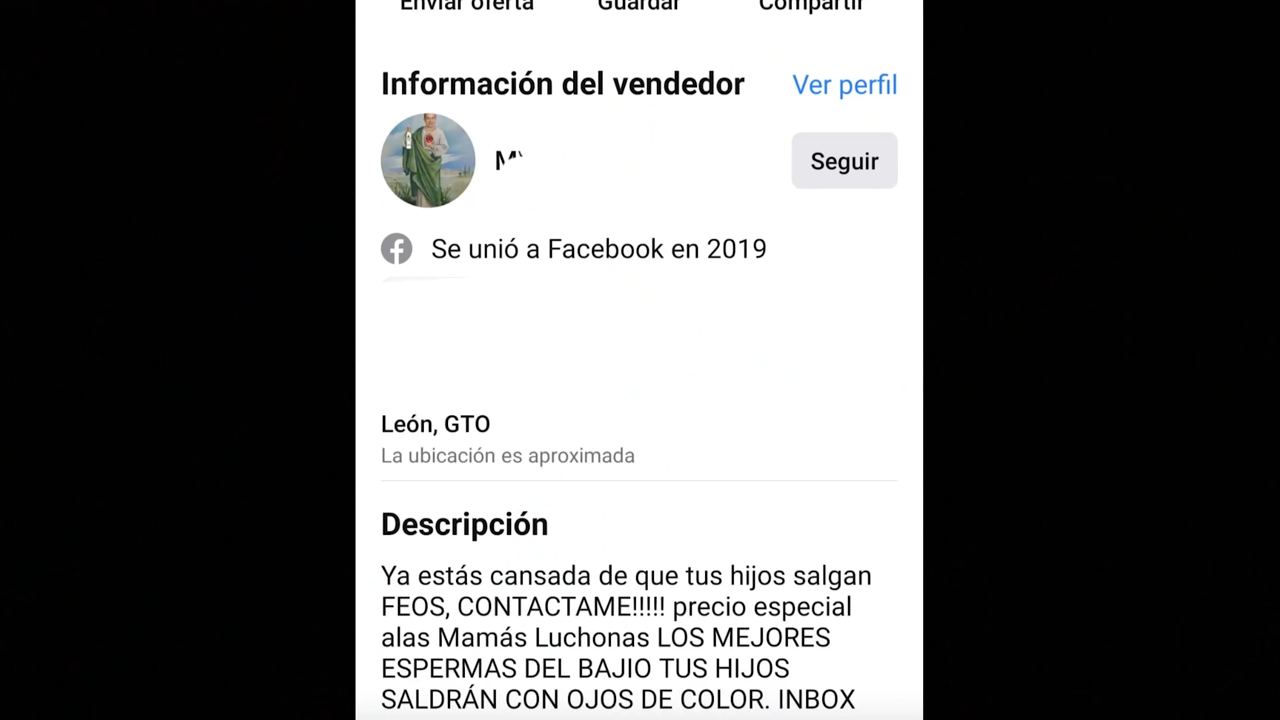 Enviar oferta Guardar Compartir
Información del vendedor Ver perfil
Seguir
Se unió a Facebook en 2019
León, GTO
La ubicación es aproximada
Descripción
Ya estás cansada de que tus hijos salgan
FEOS, CONTACTAME!!!!! precio especial
alas Mamás Luchonas LOS MEJORES
ESPERMAS DEL BAJIO TUS HIJOS
SALDRÁN CON OJOS DE COLOR. INBOX